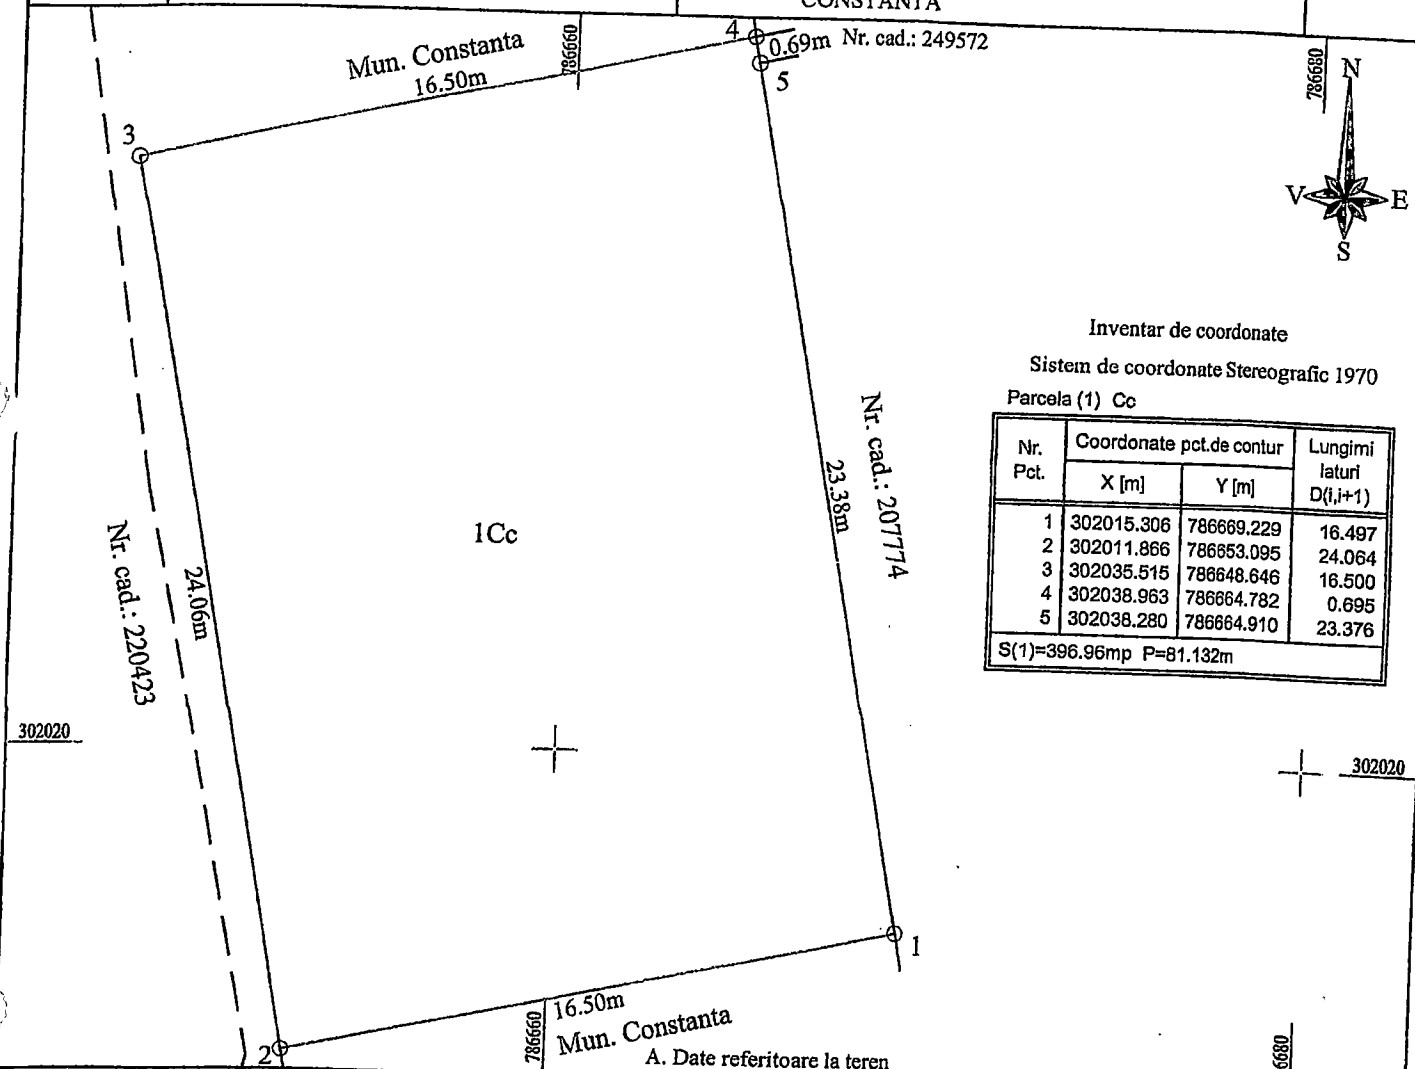 CONSTANTA
Mun. Constanta
16.50m
786660
4
0.69m Nr. cad.: 249572
5
786680
N
V
E
S
3
Inventar de coordonate
Sistem de coordonate Stereografic 1970
Parcela (1) Cc
Nr. Pct.
Coordonate pct.de contur
Lungimi laturi D(i,i+1)
X [m] Y [m]
1 302015.306 786669.229 16.497
2 302011.866 786653.095 24.064
3 302035.515 786648.646 16.500
4 302038.963 786664.782 0.695
5 302038.280 786664.910 23.376
S(1)=396.96mp P=81.132m
Nr. cad.: 207774
23.38m
1Cc
Nr. cad.: 220423
24.06m
302020
302020
1
16.50m
786660
Mun. Constanta
2
A. Date referitoare la teren
6680